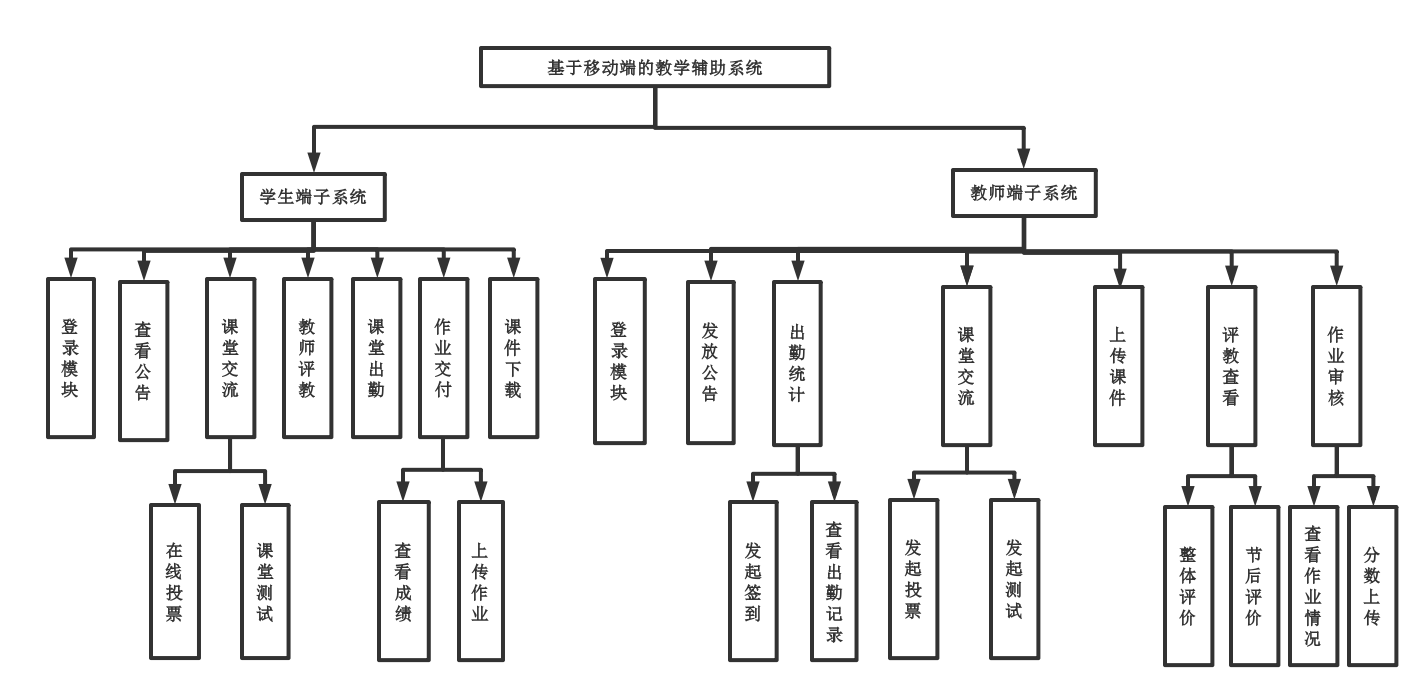 基于移动端的教学辅助系统
学生端子系统
教师端子系统
登录模块
查看公告
课堂交流
教师评教
课堂出勤
作业交付
课件下载
登录模块
发放公告
出勤统计
课堂交流
上传课件
评教查看
作业审核
在线投票
课堂测试
查看成绩
上传作业
发起签到
查看出勤记录
发起投票
发起测试
整体评价
节后评价
查看作业情况
分数上传